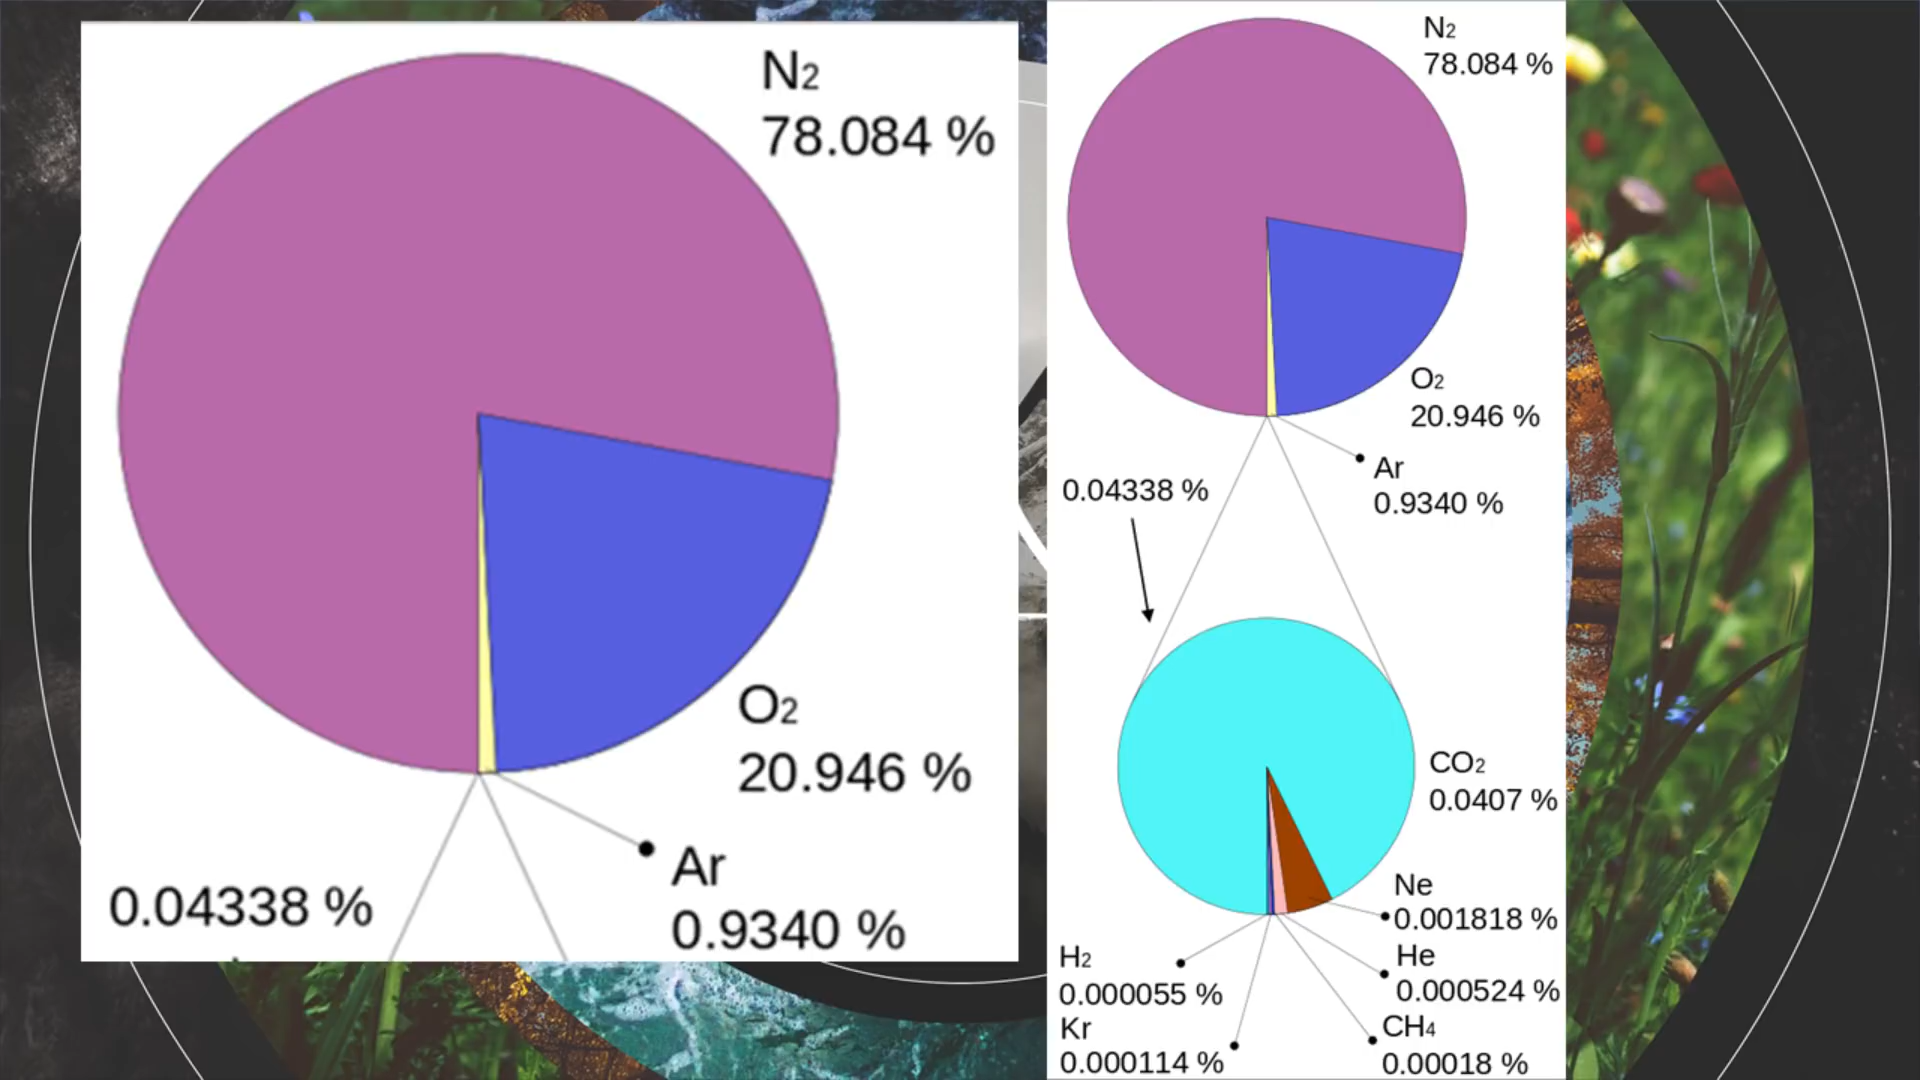 N2
78.084 %
O2
20.946 %
Ar
0.9340 %
0.04338 %
N2
78.084 %
O2
20.946 %
Ar
0.9340 %
0.04338 %
CO2
0.0407 %
Ne
0.001818 %
He
0.000524 %
CH4
0.00018 %
H2
0.000055 %
Kr
0.000114 %